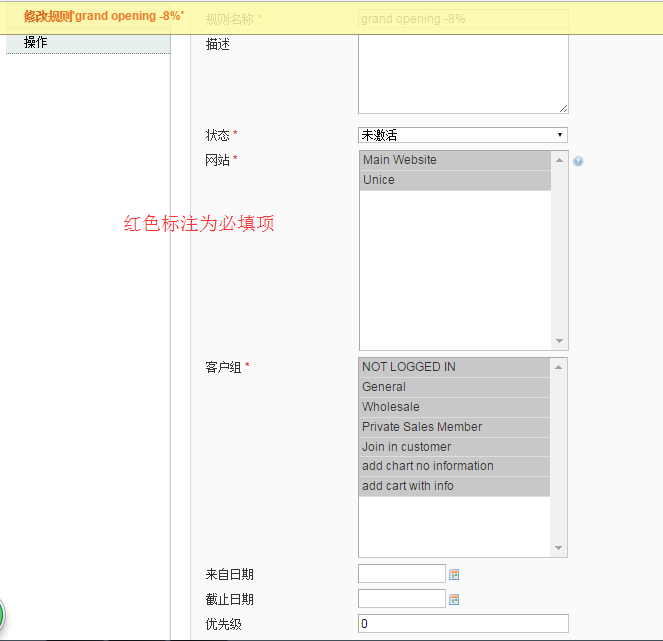 修改规则'grand opening -8%'
规则名称 *
grand opening -8%
操作
描述
状态 *
未激活
网站 *
Main Website
Unice
红色标注为必填项
客户组 *
NOT LOGGED IN
General
Wholesale
Private Sales Member
Join in customer
add chart no information
add cart with info
来自日期
截止日期
优先级
0